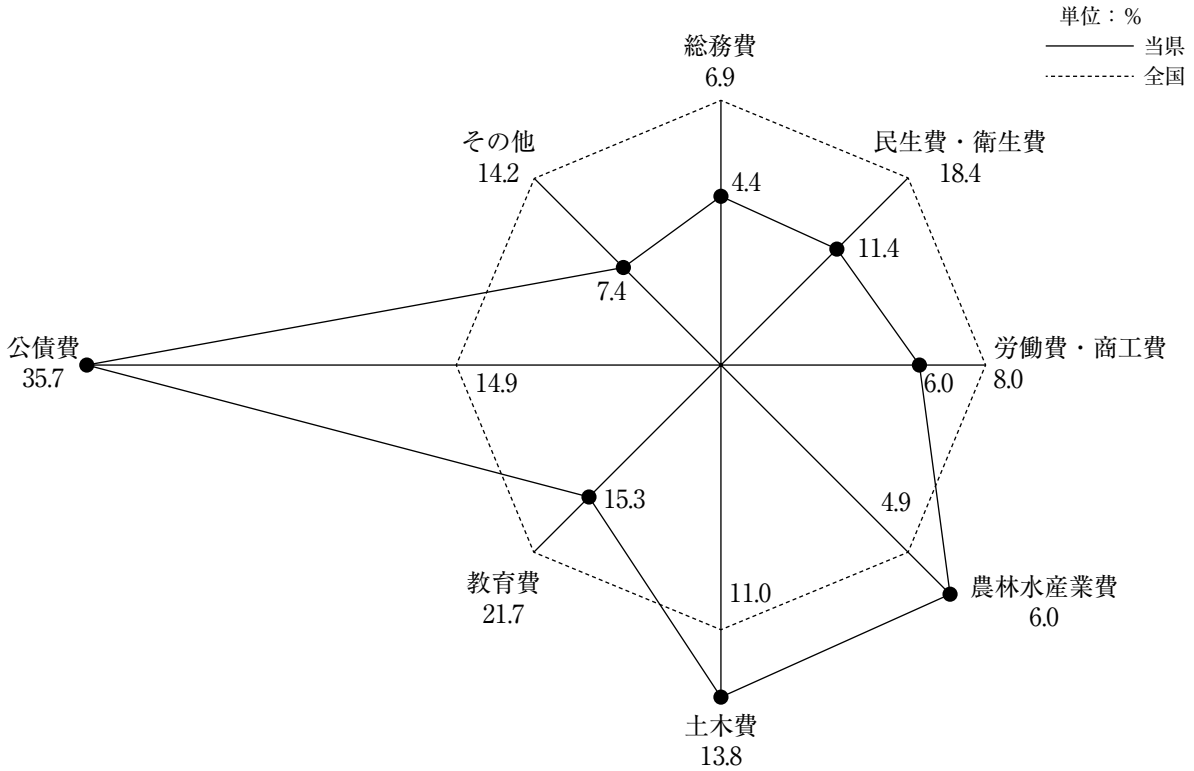 単位：%
当県
全国
総務費
6.9
4.4
民生費・衛生費
18.4
11.4
労働費・商工費
8.0
6.0
4.9
農林水産業費
6.0
11.0
土木費
13.8
15.3
教育費
21.7
14.9
公債費
35.7
その他
14.2
7.4